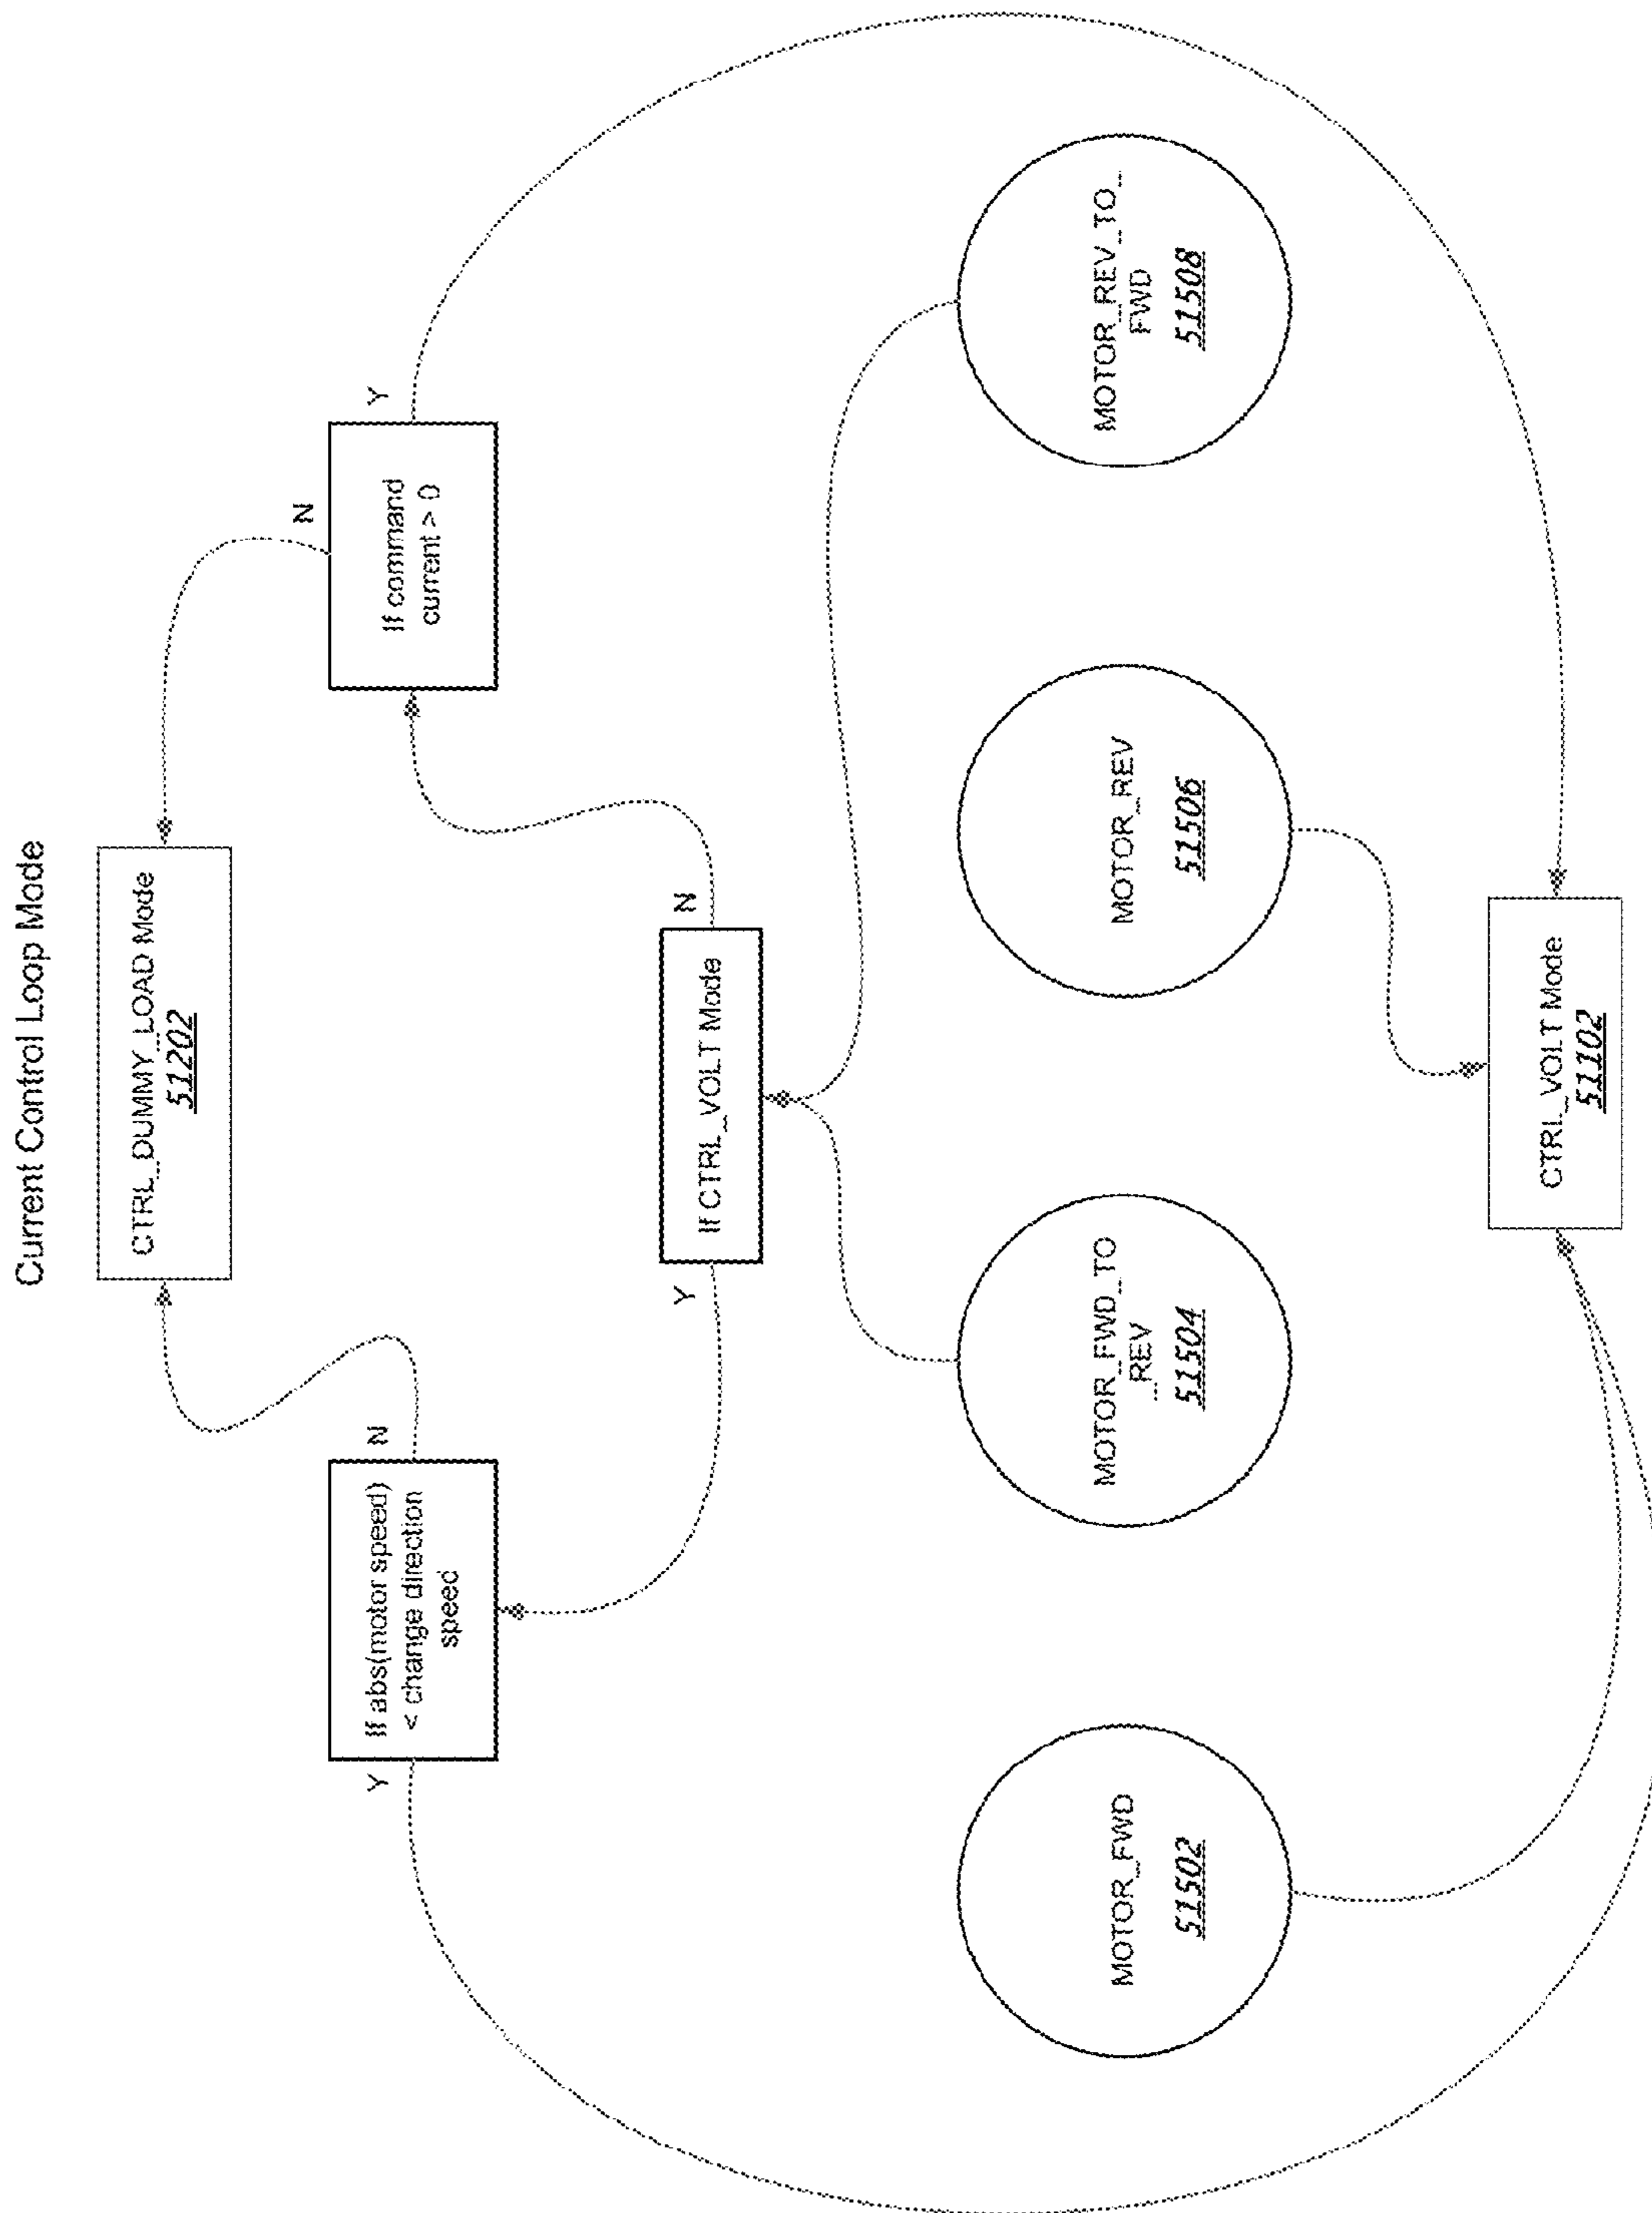 Current Control Loop Mode
CTRL_DUMMY_LOAD Mode
51202
Y
If abs(motor speed)
< change direction
speed
N
N
If command
current > 0
Y
Y
If CTRL_VOLT Mode
N
MOTOR_FWD
51502
MOTOR_FWD_TO
_REV
51504
MOTOR_REV
51506
MOTOR_REV_TO_
FWD
51508
CTRL_VOLT Mode
51102